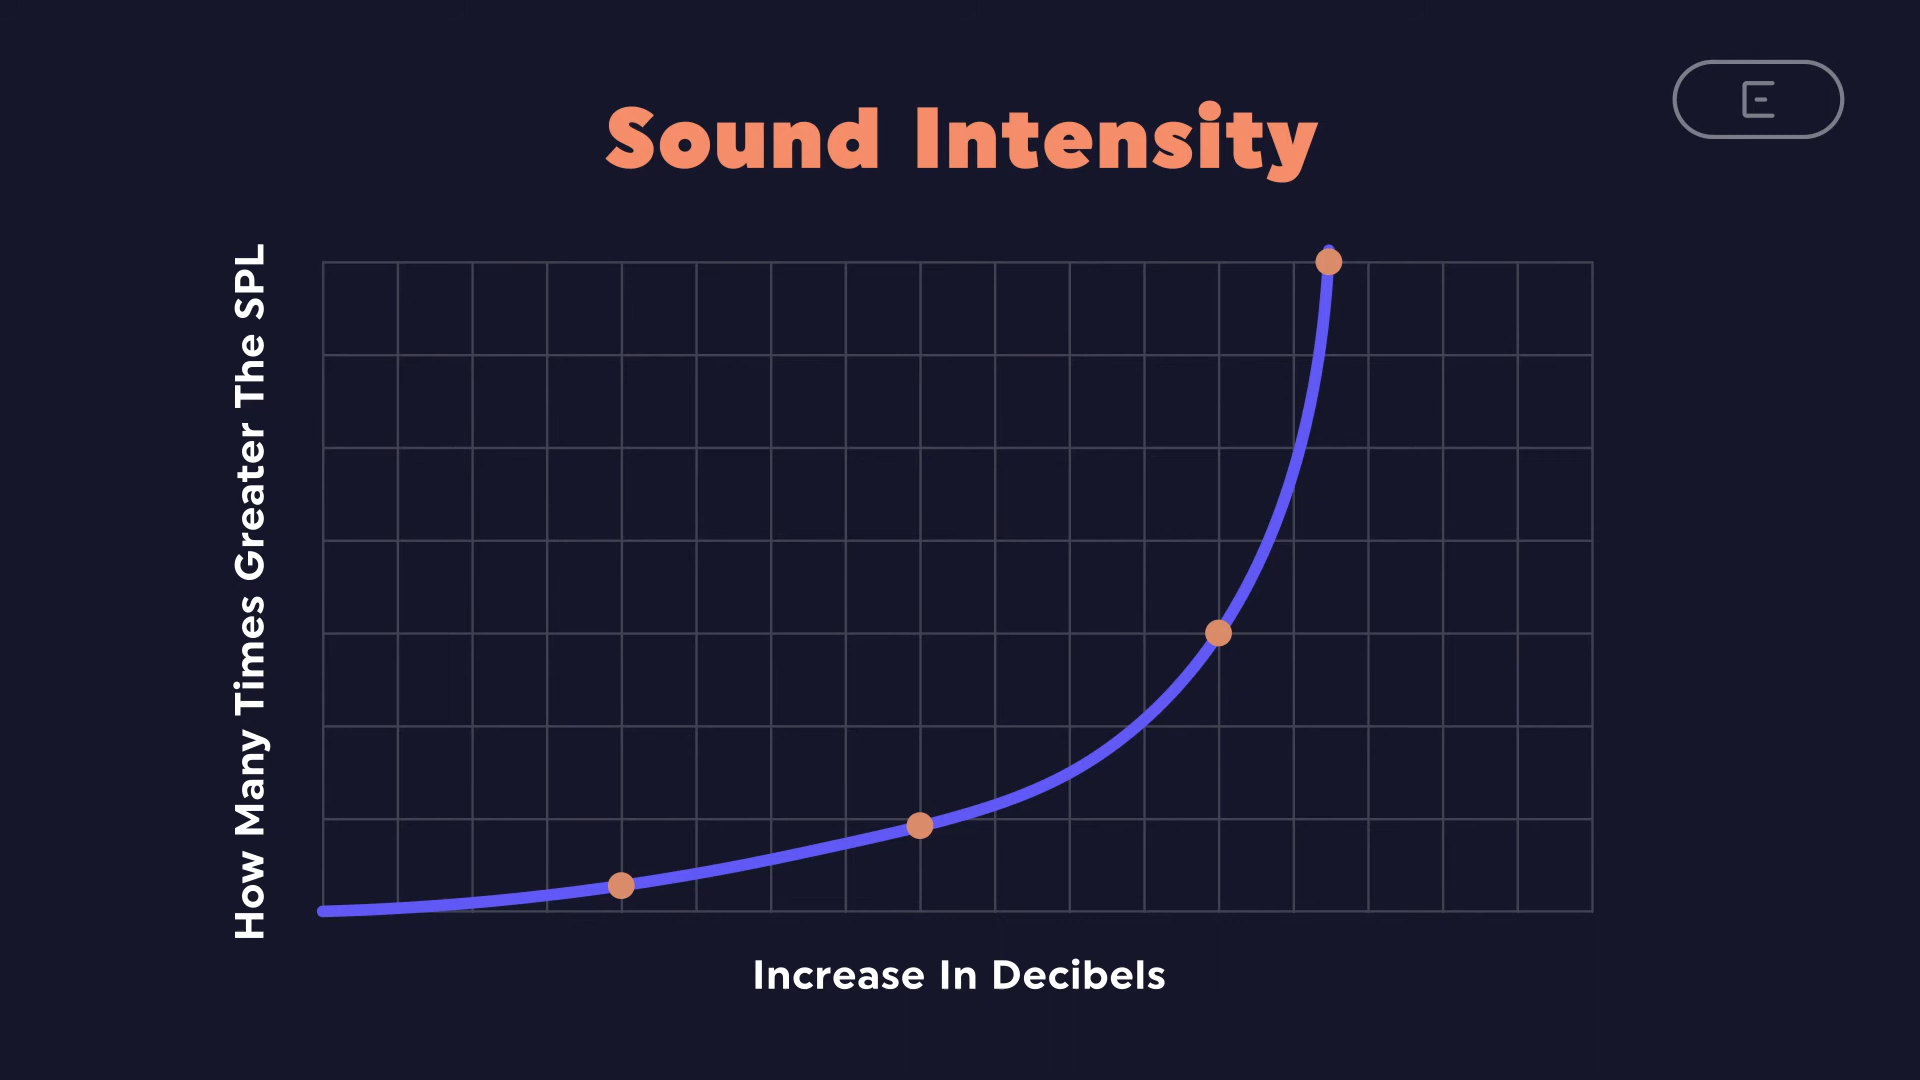 E
Sound Intensity
How Many Times Greater The SPL
Increase In Decibels